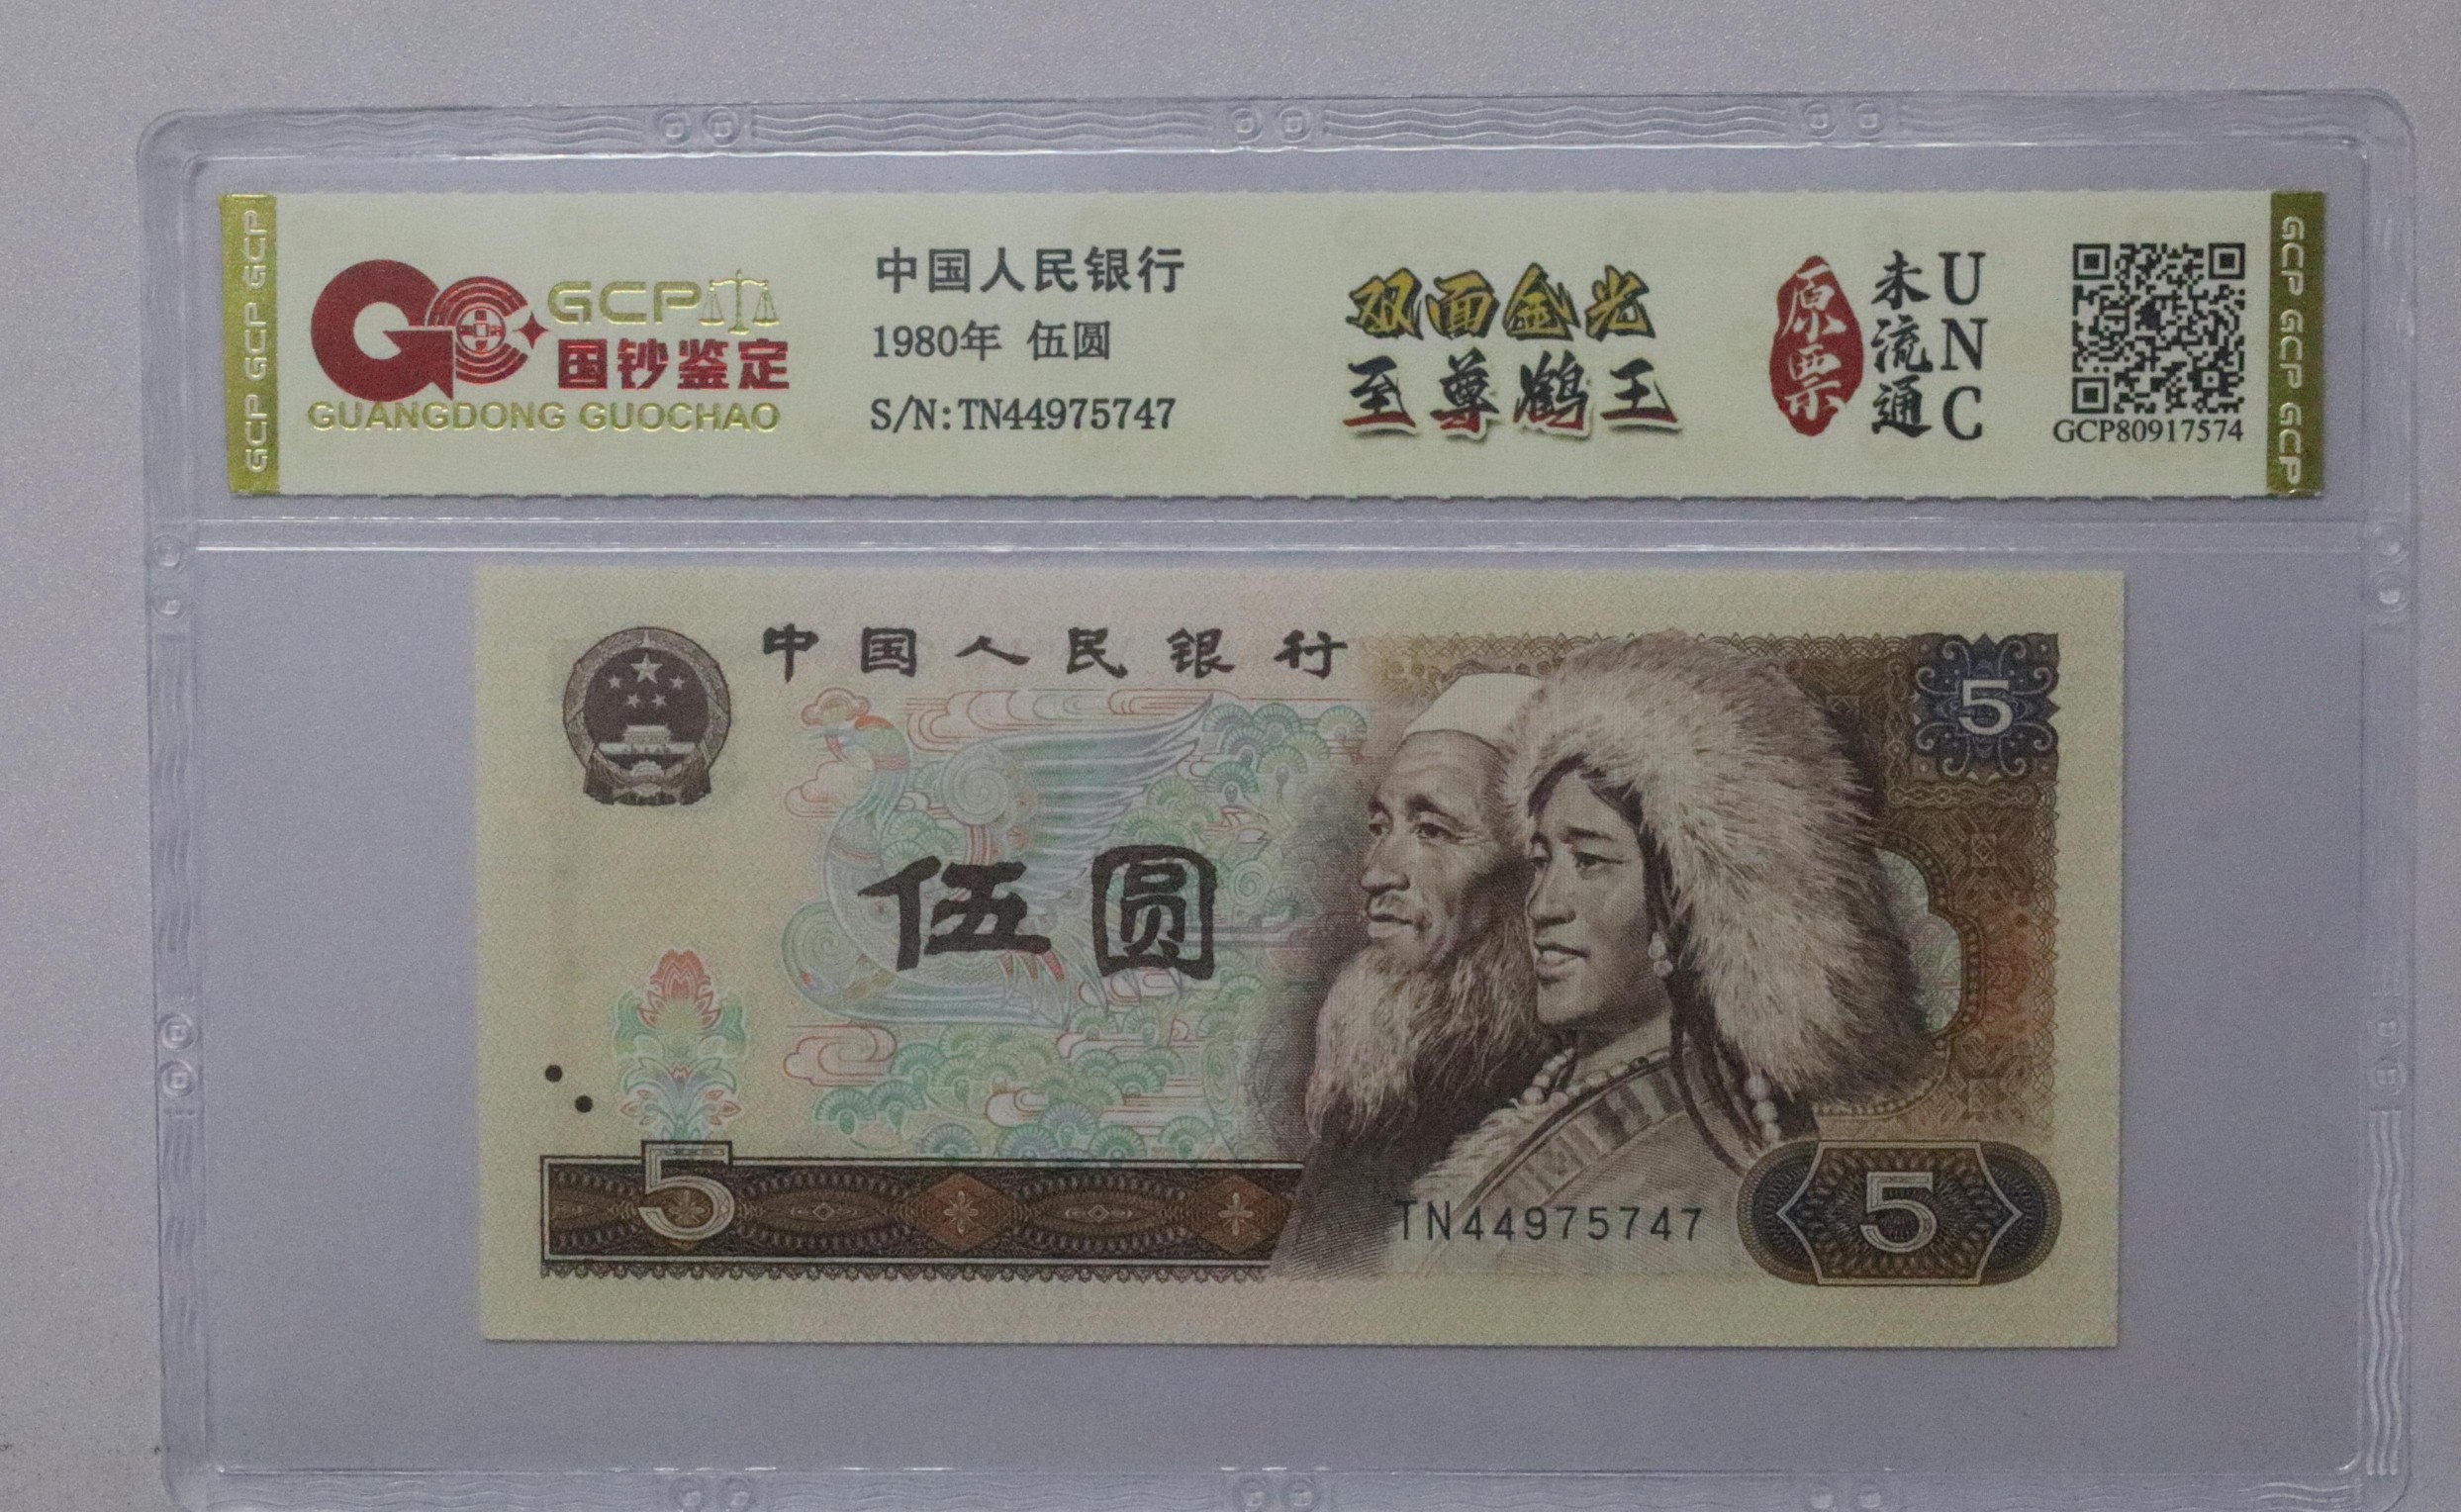 GCP GCP GCP
GCP
国钞鉴定
GUANGDONG GUOCHAO
中国人民银行
1980年 伍圆
S/N:TN44975747
双面金光
至尊鹤王
原票
未流通
UNC
GCP80917574
GCP GCP GCP
中国人民银行
5
伍圆
5
TN44975747
5